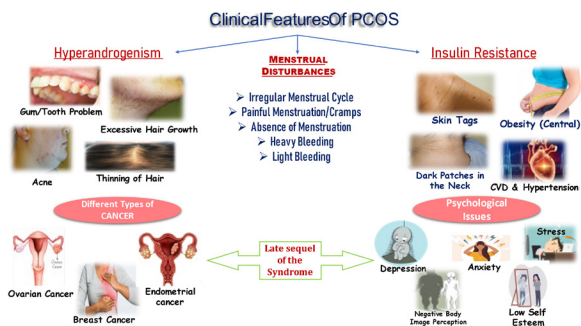 ClinicalFeaturesOf PCOS
Hyperandrogenism
Gum/Tooth Problem
Excessive Hair Growth
Acne
Thinning of Hair
MENSTRUAL
DISTURBANCES
Irregular Menstrual Cycle
Painful Menstruation/Cramps
Absence of Menstruation
Heavy Bleeding
Light Bleeding
Insulin Resistance
Skin Tags
Obesity (Central)
Dark Patches in
the Neck
CVD & Hypertension
Different Types of
CANCER
Ovarian Cancer
Breast Cancer
Endometrial
cancer
Late sequel
of the
Syndrome
Psychological
Issues
Depression
Anxiety
Stress
Negative Body
Image Perception
Low Self
Esteem